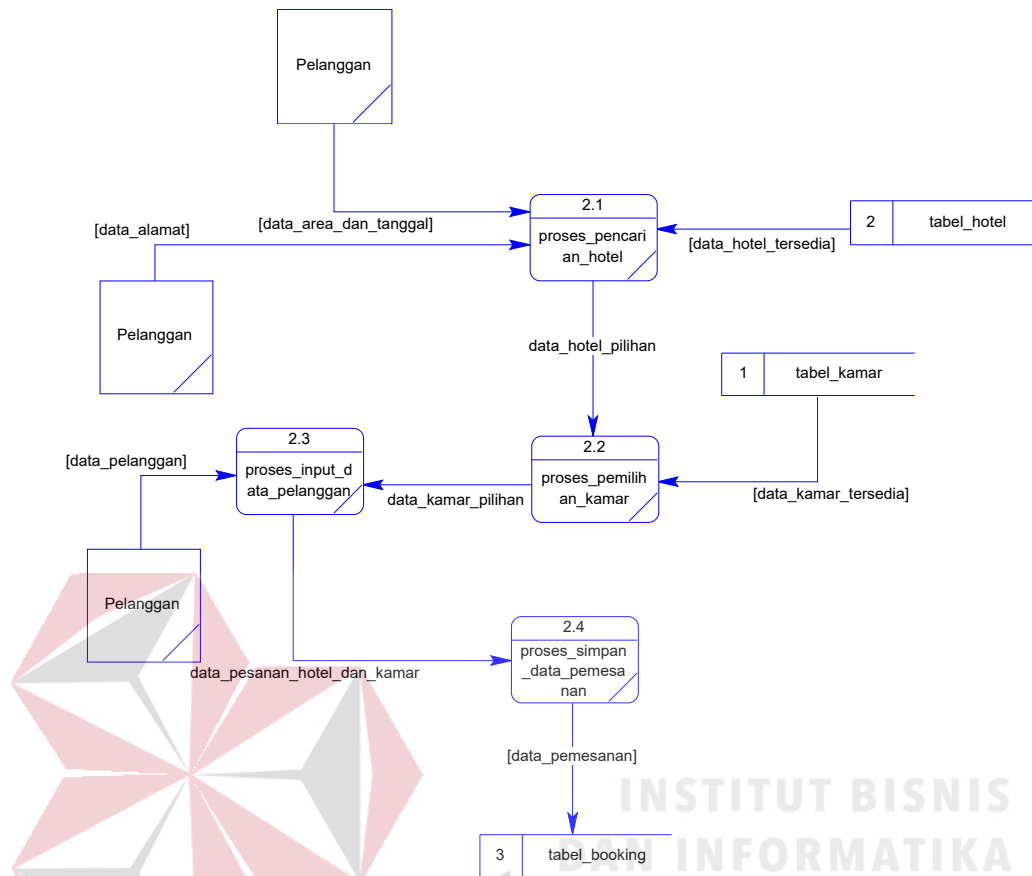 Pelanggan
2.1
[data_alamat]
[data_area_dan_tanggal]
proses_pencari
an_hotel
[data_hotel_tersedia]
2
tabel_hotel
Pelanggan
data_hotel_pilihan
1
tabel_kamar
2.3
2.2
[data_pelanggan]
proses_input_d
ata_pelanggan
data_kamar_pilihan
proses_pemilih
an_kamar
[data_kamar_tersedia]
Pelanggan
2.4
proses_simpan
_data_pemesa
nan
data_pesanan_hotel_dan_kamar
[data_pemesanan]
INSTITUT BISNIS
DAN INFORMATIKA
3
tabel_booking